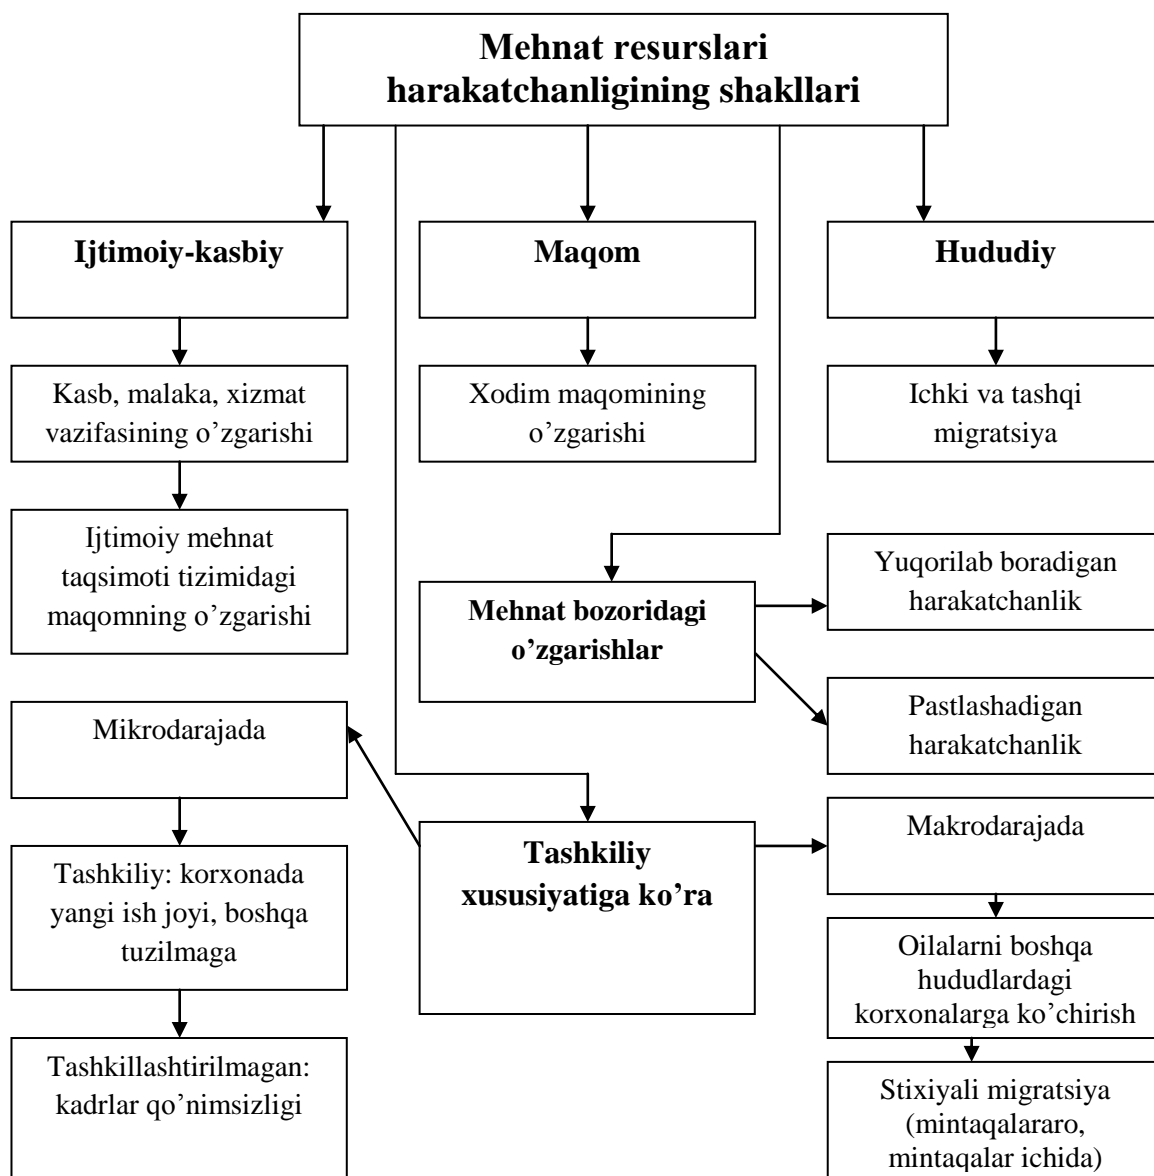 Mehnat resurslari
harakatchanligining shakllari
Ijtimoiy-kasbiy
Maqom
Hududiy
Kasb, malaka, xizmat
vazifasining o’zgarishi
Xodim maqomining
o’zgarishi
Ichki va tashqi
migratsiya
Ijtimoiy mehnat
taqsimoti tizimidagi
maqomning o’zgarishi
Mehnat bozoridagi
o’zgarishlar
Yuqorilab boradigan
harakatchanlik
Pastlashadigan
harakatchanlik
Mikrodarajada
Tashkiliy
xususiyatiga ko’ra
Makrodarajada
Tashkiliy: korxonada
yangi ish joyi, boshqa
tuzilmaga
Oilalarni boshqa
hududlardagi
korxonalarga ko’chirish
Tashkillashtirilmagan:
kadrlar qo’nimsizligi
Stixiyali migratsiya
(mintaqalararo,
mintaqalar ichida)